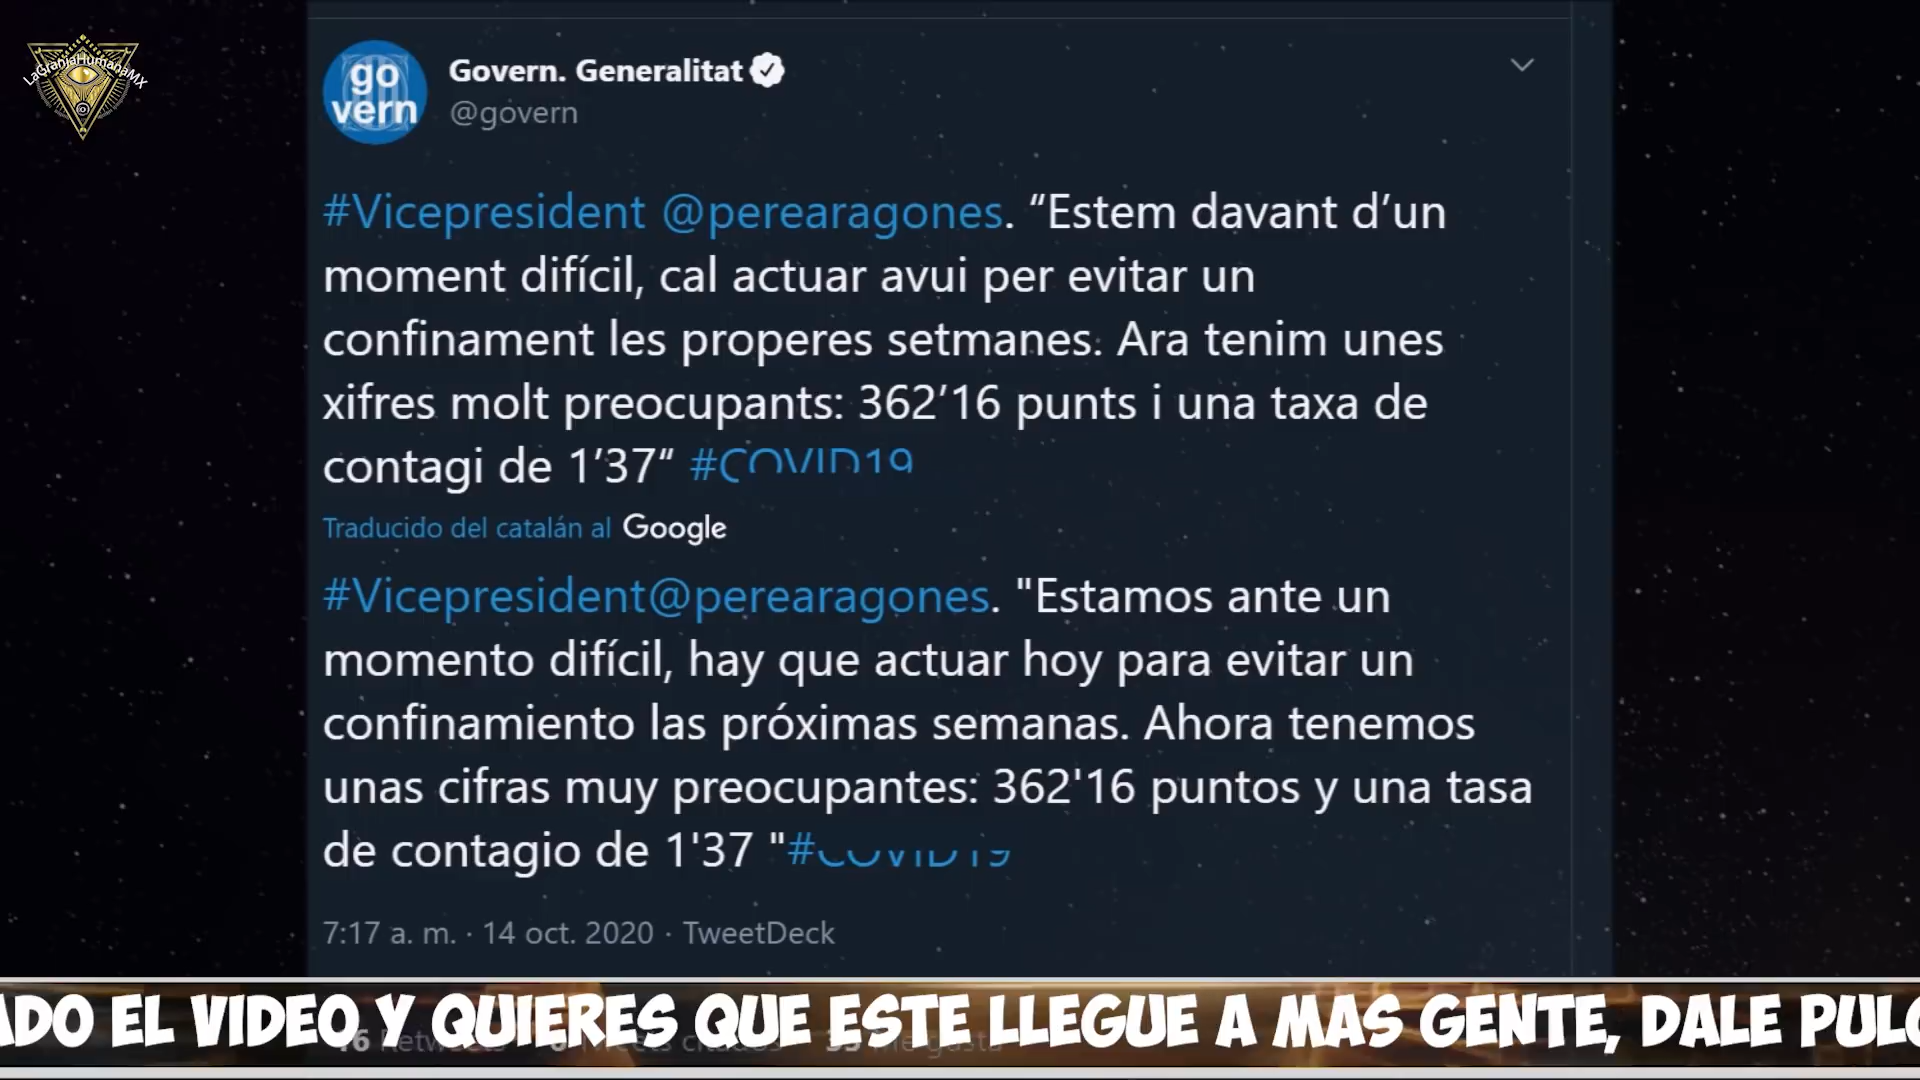 LaGranjaHumanaMX
go
vern
Govern. Generalitat
@govern
#Vicepresident @perearagones. “Estem davant d’un
moment difícil, cal actuar avui per evitar un
confinament les properes setmanes. Ara tenim unes
xifres molt preocupants: 362’16 punts i una taxa de
contagi de 1’37“ #COVID19
Traducido del catalán al Google
#Vicepresident@perearagones. "Estamos ante un
momento difícil, hay que actuar hoy para evitar un
confinamiento las próximas semanas. Ahora tenemos
unas cifras muy preocupantes: 362'16 puntos y una tasa
de contagio de 1'37 "#COVID19
7:17 a. m. · 14 oct. 2020 · TweetDeck
ADO EL VIDEO Y QUIERES QUE ESTE LLEGUE A MAS GENTE, DALE PULG